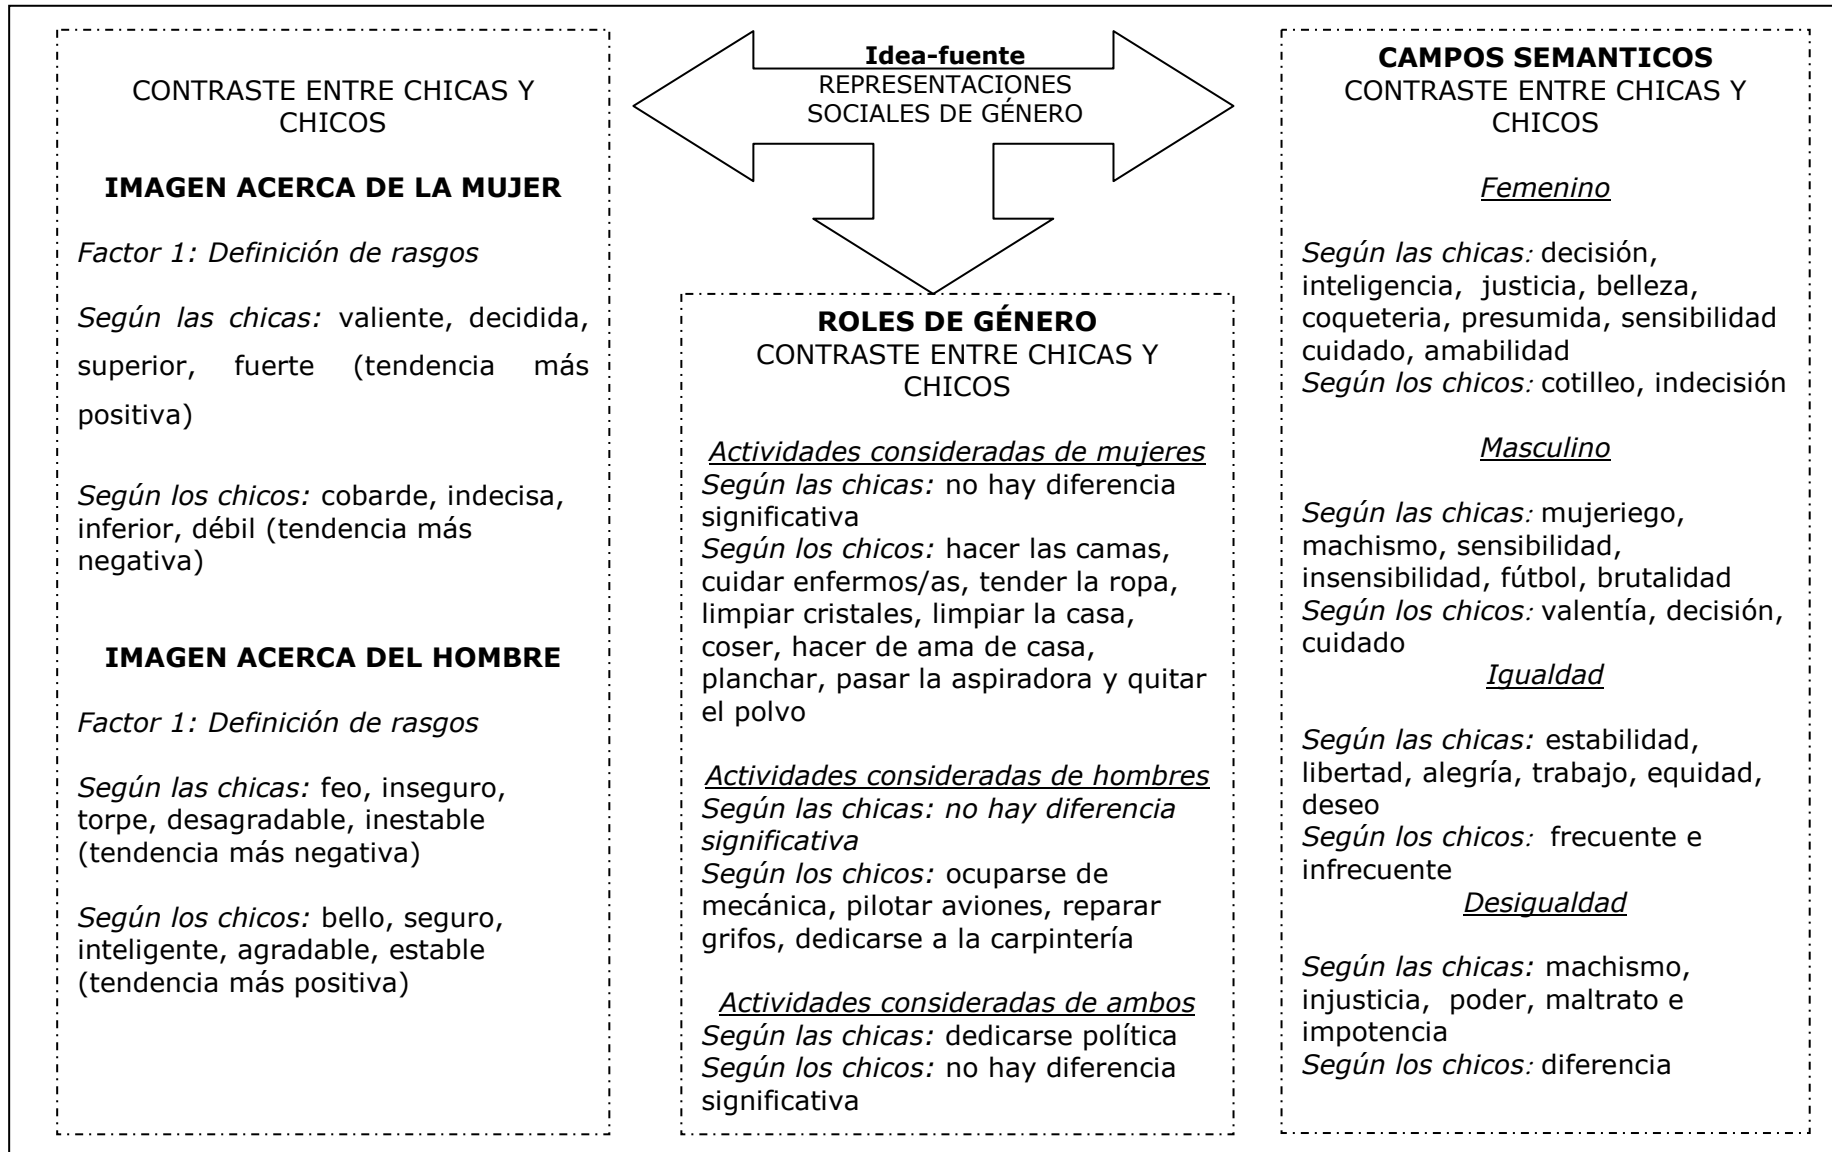 CONTRASTE ENTRE CHICAS Y
CHICOS
IMAGEN ACERCA DE LA MUJER
Factor 1: Definición de rasgos
Según las chicas: valiente, decidida,
superior, fuerte (tendencia más
positiva)
Según los chicos: cobarde, indecisa,
inferior, débil (tendencia más
negativa)
IMAGEN ACERCA DEL HOMBRE
Factor 1: Definición de rasgos
Según las chicas: feo, inseguro,
torpe, desagradable, inestable
(tendencia más negativa)
Según los chicos: bello, seguro,
inteligente, agradable, estable
(tendencia más positiva)
Idea-fuente
REPRESENTACIONES
SOCIALES DE GÉNERO
ROLES DE GÉNERO
CONTRASTE ENTRE CHICAS Y
CHICOS
Actividades consideradas de mujeres
Según las chicas: no hay diferencia
significativa
Según los chicos: hacer las camas,
cuidar enfermos/as, tender la ropa,
limpiar cristales, limpiar la casa,
coser, hacer de ama de casa,
planchar, pasar la aspiradora y quitar
el polvo
Actividades consideradas de hombres
Según las chicas: no hay diferencia
significativa
Según los chicos: ocuparse de
mecánica, pilotar aviones, reparar
grifos, dedicarse a la carpintería
Actividades consideradas de ambos
Según las chicas: dedicarse política
Según los chicos: no hay diferencia
significativa
CAMPOS SEMANTICOS
CONTRASTE ENTRE CHICAS Y
CHICOS
Femenino
Según las chicas: decisión,
inteligencia, justicia, belleza,
coqueteria, presumida, sensibilidad
cuidado, amabilidad
Según los chicos: cotilleo, indecisión
Masculino
Según las chicas: mujeriego,
machismo, sensibilidad,
insensibilidad, fútbol, brutalidad
Según los chicos: valentía, decisión,
cuidado
Igualdad
Según las chicas: estabilidad,
libertad, alegría, trabajo, equidad,
deseo
Según los chicos: frecuente e
infrecuente
Desigualdad
Según las chicas: machismo,
injusticia, poder, maltrato e
impotencia
Según los chicos: diferencia